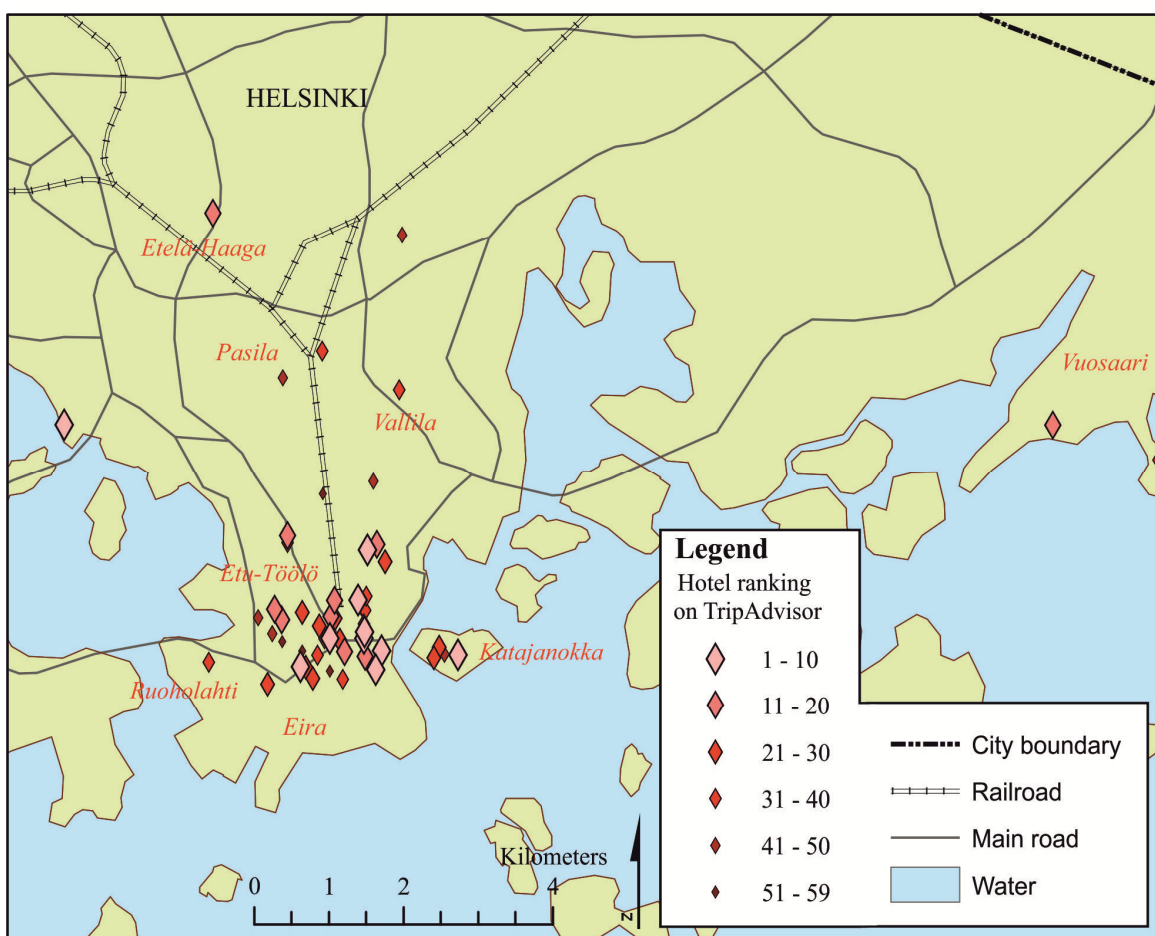 HELSINKI
Etelä-Haaga
Pasila
Vuosaari
Vallila
Etu-Töölö
Katajanokka
Ruoholahti
Eira
Legend
Hotel ranking
on TripAdvisor
1 - 10
11 - 20
21 - 30
31 - 40
41 - 50
51 - 59
City boundary
Railroad
Main road
Water
Kilometers
0 1 2 4
N